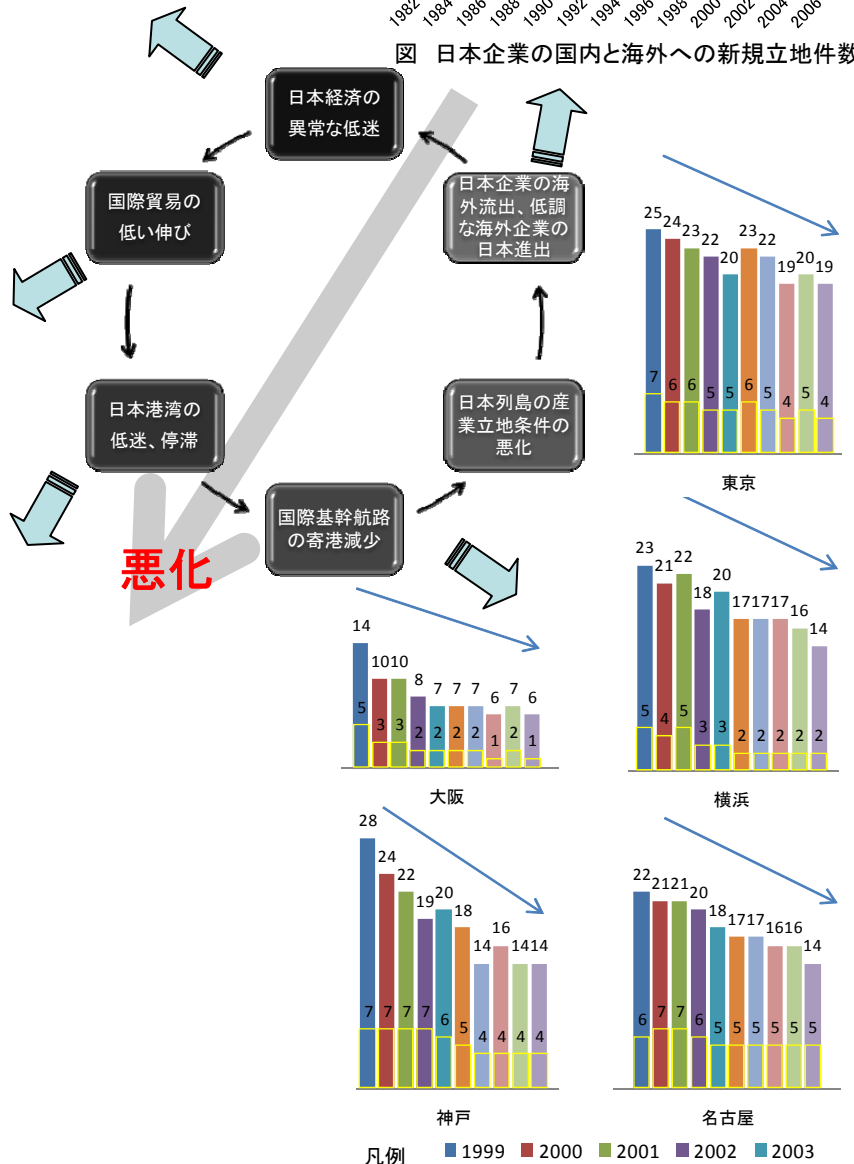 1982 1984 1986 1988 1990 1992 1994 1996 1998 2000 2002 2004 2006
図 日本企業の国内と海外への新規立地件数
日本経済の
異常な低迷
国際貿易の
低い伸び
日本企業の海
外流出、低調
な海外企業の
日本進出
日本港湾の
低迷、停滞
日本列島の産
業立地条件の
悪化
国際基幹航路
の寄港減少
悪化
25 24 23 22 20 23 22 19 20 19
7 6 6 5 5 6 5 4 5 4
東京
23 21 22 18 20 17 17 17 16 14
5 4 5 3 3 2 2 2 2 2
横浜
14 10 10 8 7 7 7 6 7 6
5 3 3 2 2 2 2 1 2 1
大阪
28 24 22 19 20 18 14 16 14 14
7 7 7 7 6 5 4 4 4 4
神戸
22 21 21 20 18 17 17 16 16 14
6 7 7 6 5 5 5 5 5 5
名古屋
凡例 1999 2000 2001 2002 2003